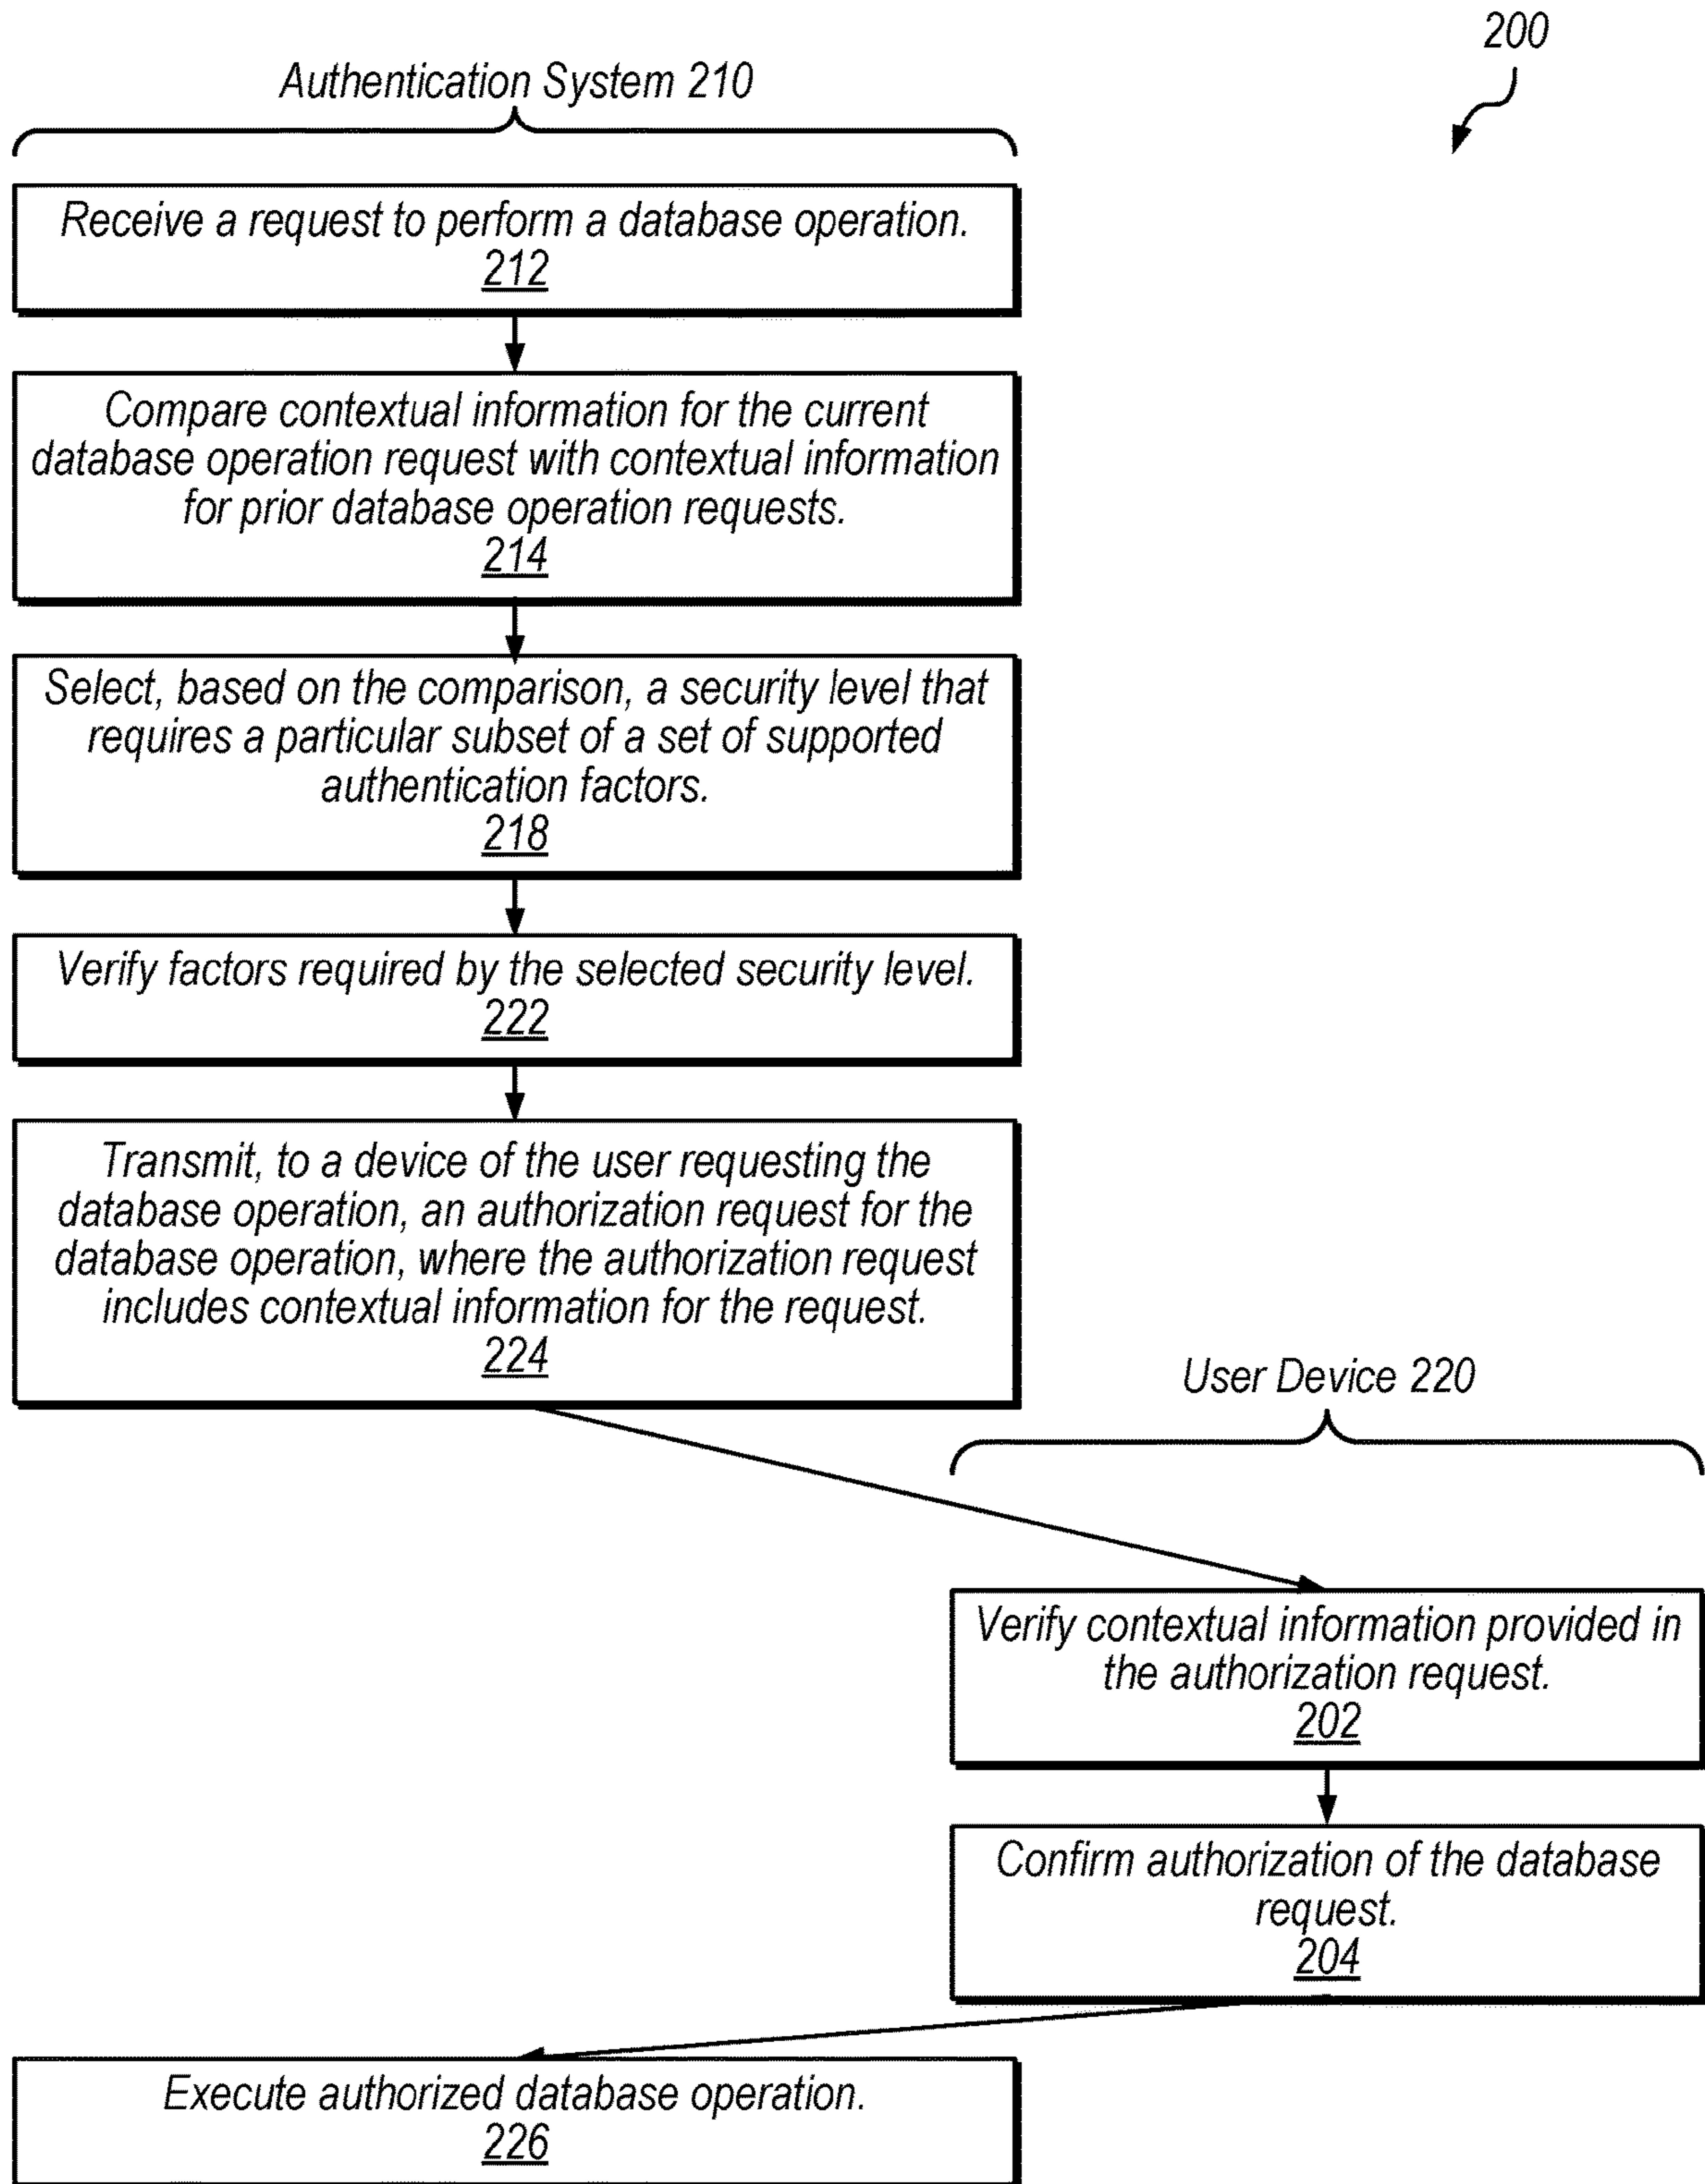 200
Authentication System 210
Receive a request to perform a database operation.
212
Compare contextual information for the current
database operation request with contextual information
for prior database operation requests.
214
Select, based on the comparison, a security level that
requires a particular subset of a set of supported
authentication factors.
218
Verify factors required by the selected security level.
222
Transmit, to a device of the user requesting the
database operation, an authorization request for the
database operation, where the authorization request
includes contextual information for the request.
224
User Device 220
Verify contextual information provided in
the authorization request.
202
Confirm authorization of the database
request.
204
Execute authorized database operation.
226